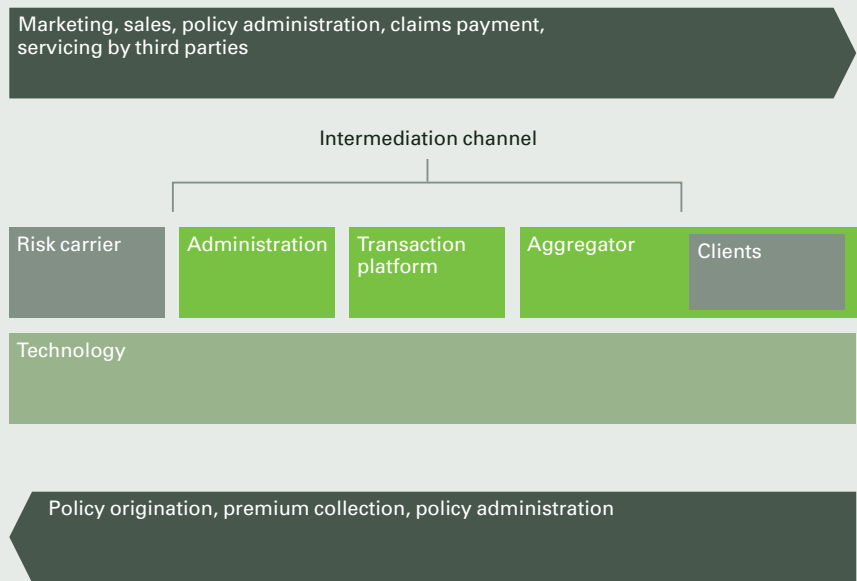 Marketing, sales, policy administration, claims payment,
servicing by third parties
Intermediation channel
Risk carrier
Administration
Transaction
platform
Aggregator
Clients
Technology
Policy origination, premium collection, policy administration